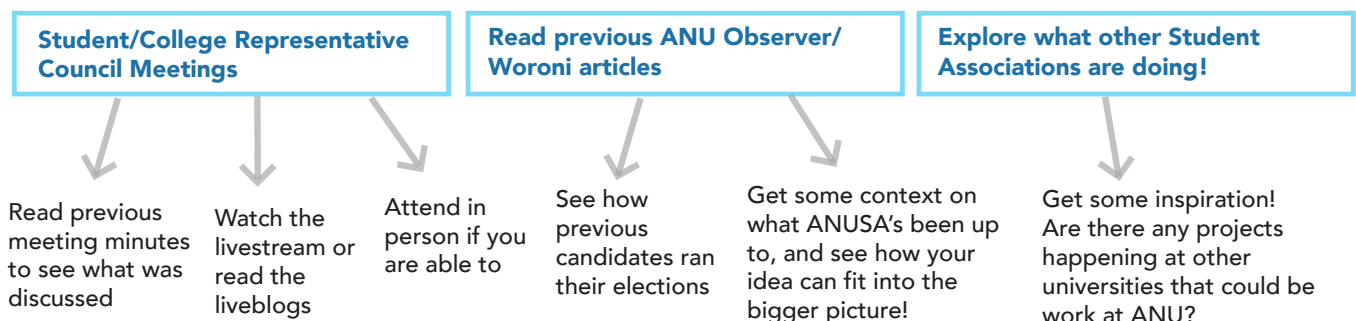 Student/College Representative
Council Meetings
Read previous ANU Observer/
Woroni articles
Explore what other Student
Associations are doing!
Read previous
meeting minutes
to see what was
discussed
Watch the
livestream or
read the
liveblogs
Attend in
person if you
are able to
See how
previous
candidates ran
their elections
Get some context on
what ANUSA's been up
to, and see how your
idea can fit into the
bigger picture!
Get some inspiration!
Are there any projects
happening at other
universities that could be
work at ANU?